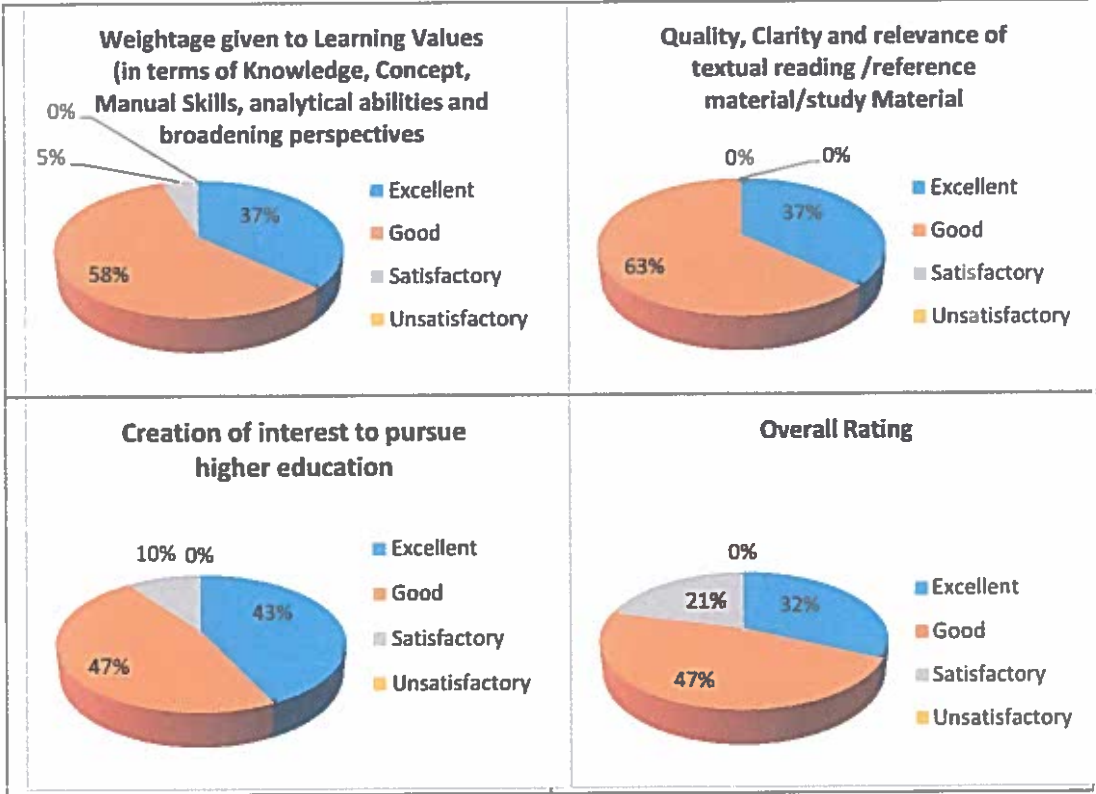 Weightage given to Learning Values
(in terms of Knowledge, Concept,
Manual Skills, analytical abilities and
broadening perspectives
0%
5%
37%
58%
Excellent
Good
Satisfactory
Unsatisfactory
Quality, Clarity and relevance of
textual reading /reference
material/study Material
0% 0%
37%
63%
Excellent
Good
Satisfactory
Unsatisfactory
Creation of interest to pursue
higher education
10% 0%
43%
47%
Excellent
Good
Satisfactory
Unsatisfactory
Overall Rating
0%
21% 32%
47%
Excellent
Good
Satisfactory
Unsatisfactory